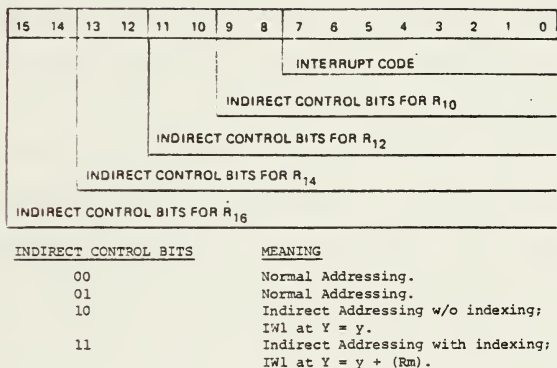 15 14 13 12 11 10 9 8 7 6 5 4 3 2 1 0
INTERRUPT CODE
INDIRECT CONTROL BITS FOR R10
INDIRECT CONTROL BITS FOR R12
INDIRECT CONTROL BITS FOR R14
INDIRECT CONTROL BITS FOR R16
INDIRECT CONTROL BITS MEANING
00 Normal Addressing.
01 Normal Addressing.
10 Indirect Addressing w/o indexing;
IW1 at Y = y.
11 Indirect Addressing with indexing;
IW1 at Y = y + (Rm).